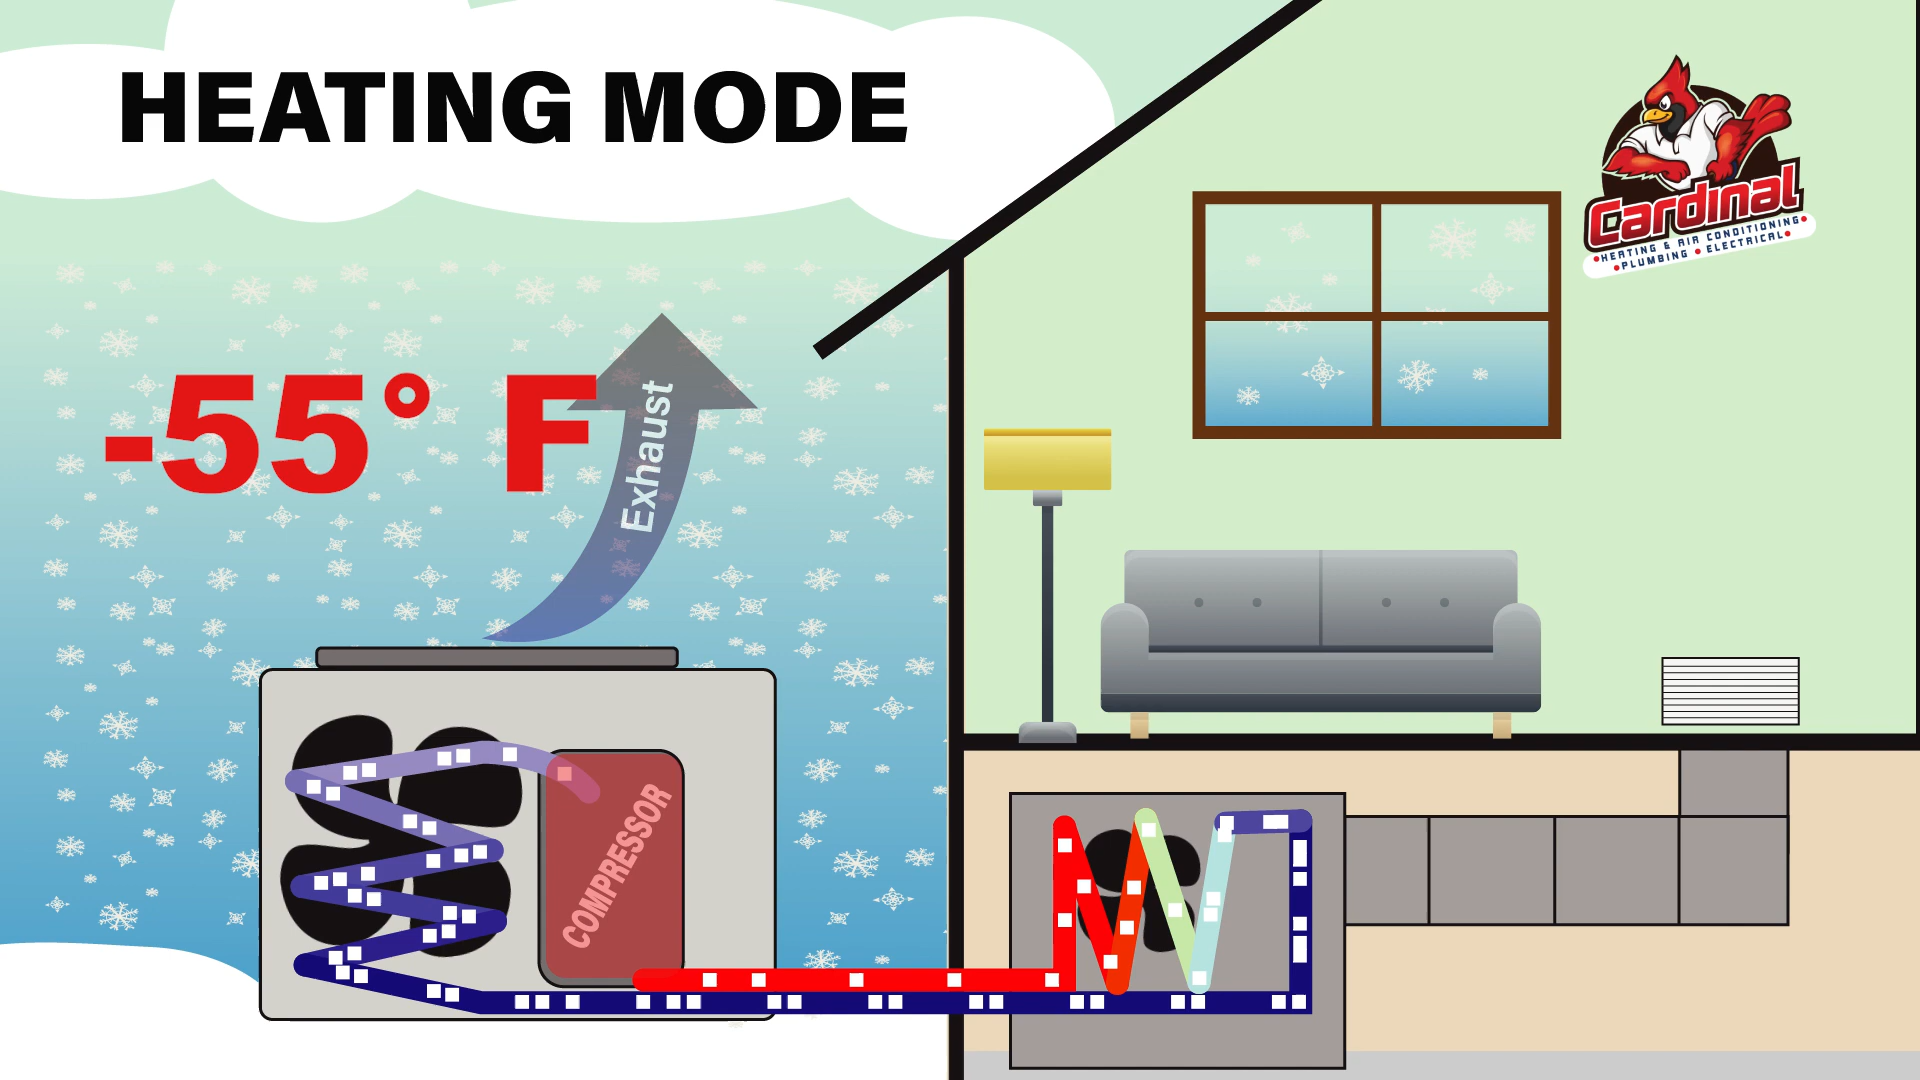 HEATING MODE
Cardinal
•HEATING & AIR CONDITIONING•
•PLUMBING • ELECTRICAL•
-55° F
Exhaust
COMPRESSOR